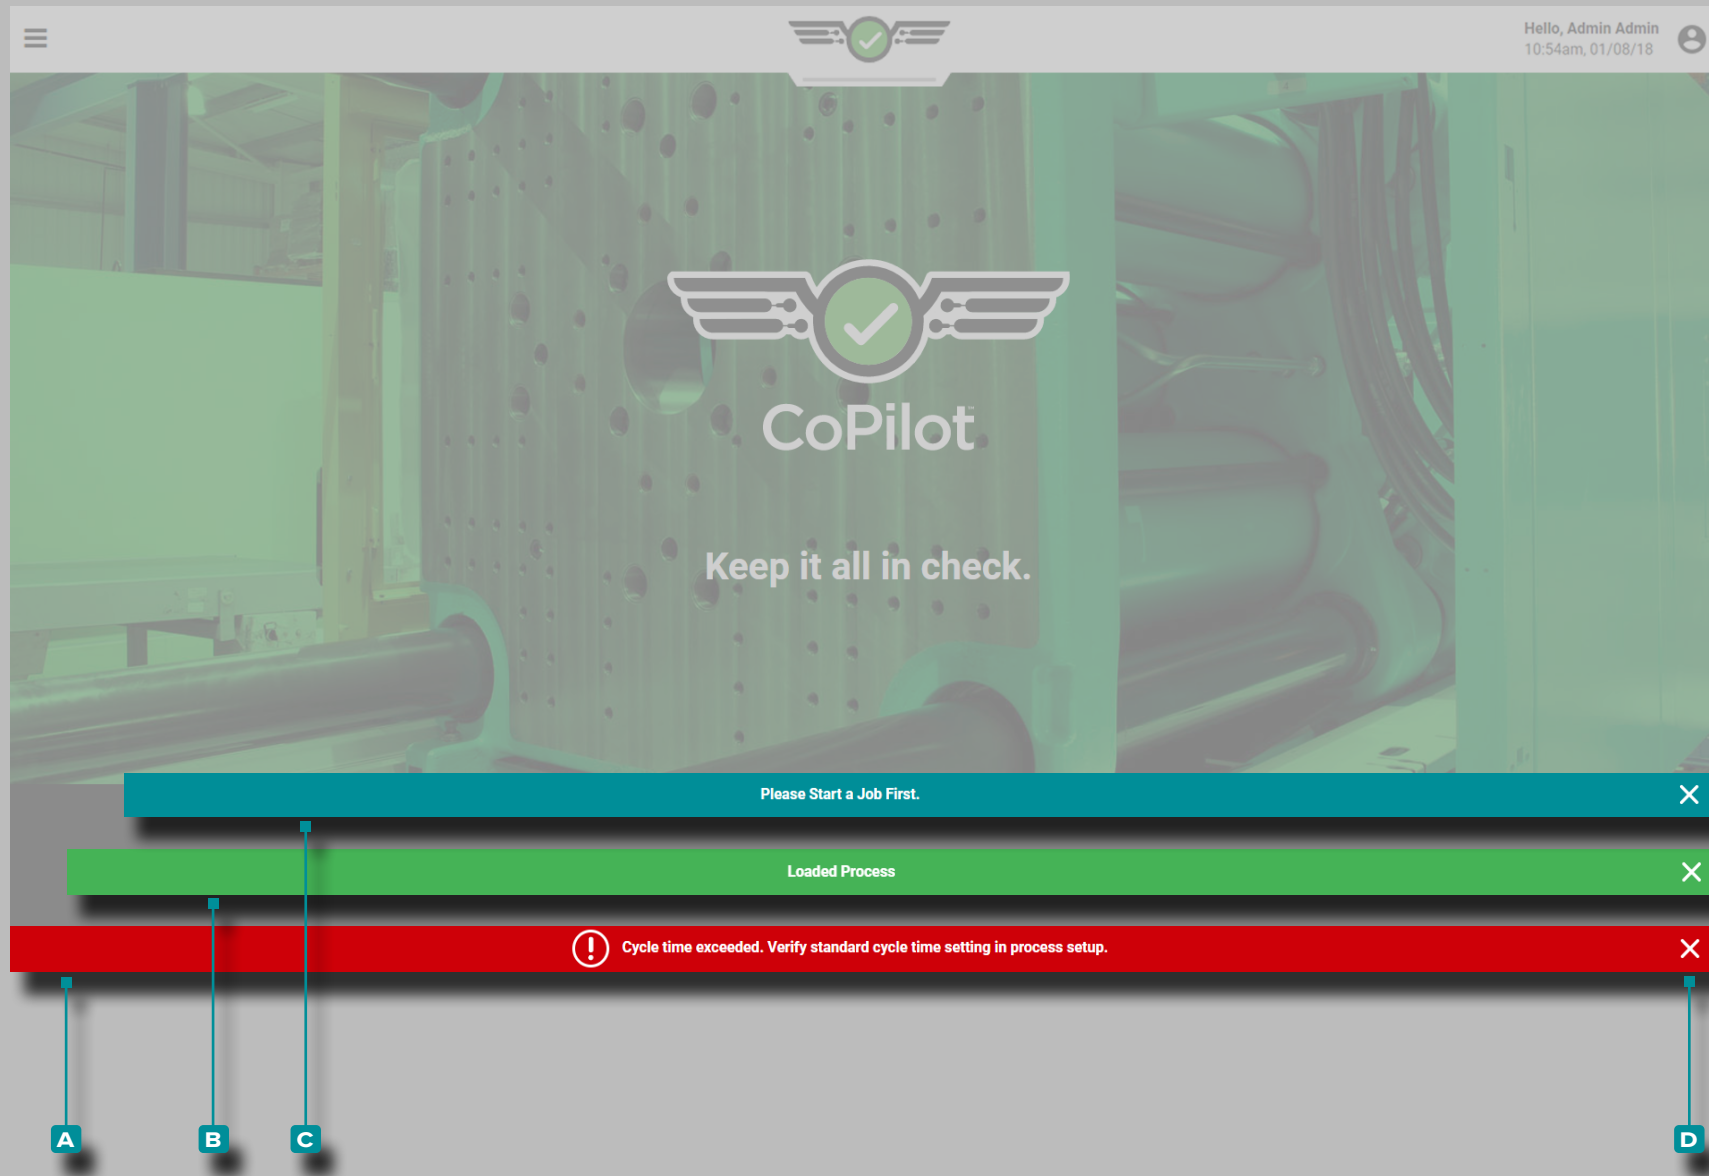 Hello, Admin Admin
10:54am, 01/08/18
CoPilot™
Keep it all in check.
Please Start a Job First.
Loaded Process
Cycle time exceeded. Verify standard cycle time setting in process setup.
A B C D